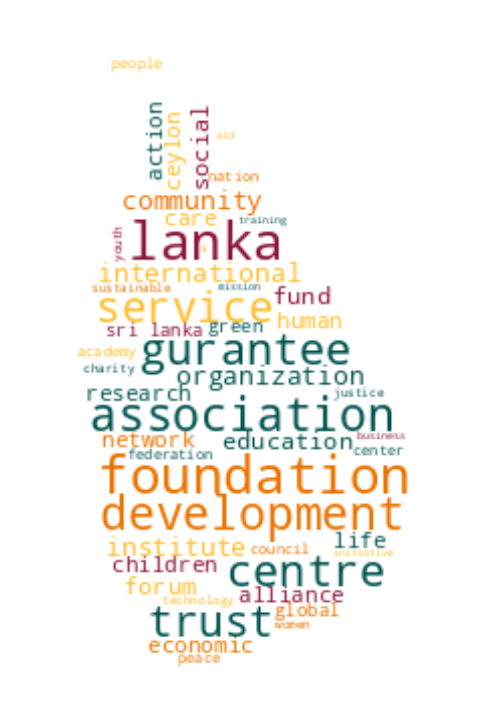 people
action ceylon social aid
nation
community
care training
youth lanka
international
sustainable mission
service fund
sri lanka green human
academy gurantee
charity organization
research justice
association
network education business
federation center
foundation
development
institute council life initiative
children centre
forum alliance
technology global
trust women
economic
peace